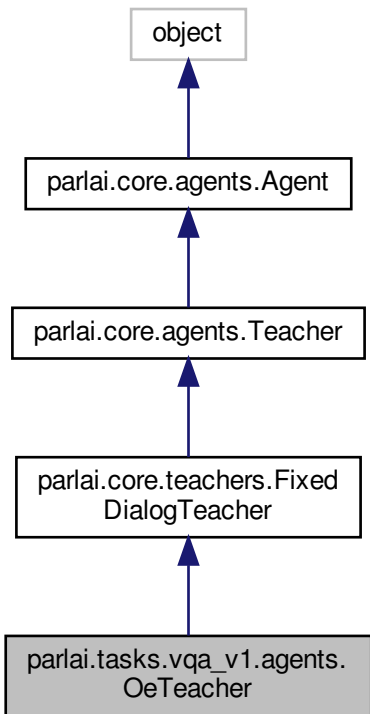 object
parlai.core.agents.Agent
parlai.core.agents.Teacher
parlai.core.teachers.Fixed
DialogTeacher
parlai.tasks.vqa_v1.agents.
OeTeacher